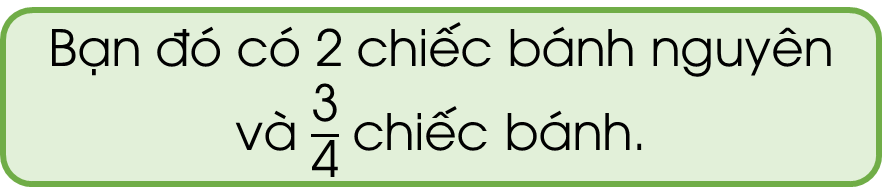 Bạn đó có 2 chiếc bánh nguyên
và 3/4 chiếc bánh.